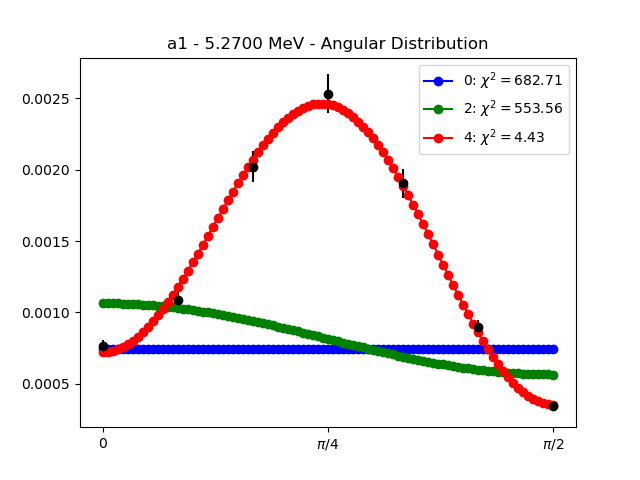 a1 - 5.2700 MeV - Angular Distribution
0: χ² = 682.71
2: χ² = 553.56
4: χ² = 4.43
0.0025
0.0020
0.0015
0.0010
0.0005
0 π/4 π/2